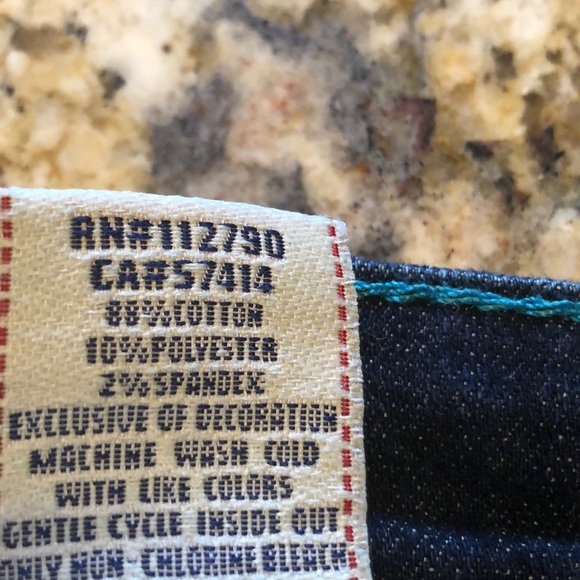 RN#112790
CA#57414
88%COTTON
10%POLYESTER
2%SPANDEX
EXCLUSIVE OF DECORATION
MACHINE WASH COLD
WITH LIKE COLORS
GENTLE CYCLE INSIDE OUT
ONLY NON-CHLORINE BLEACH